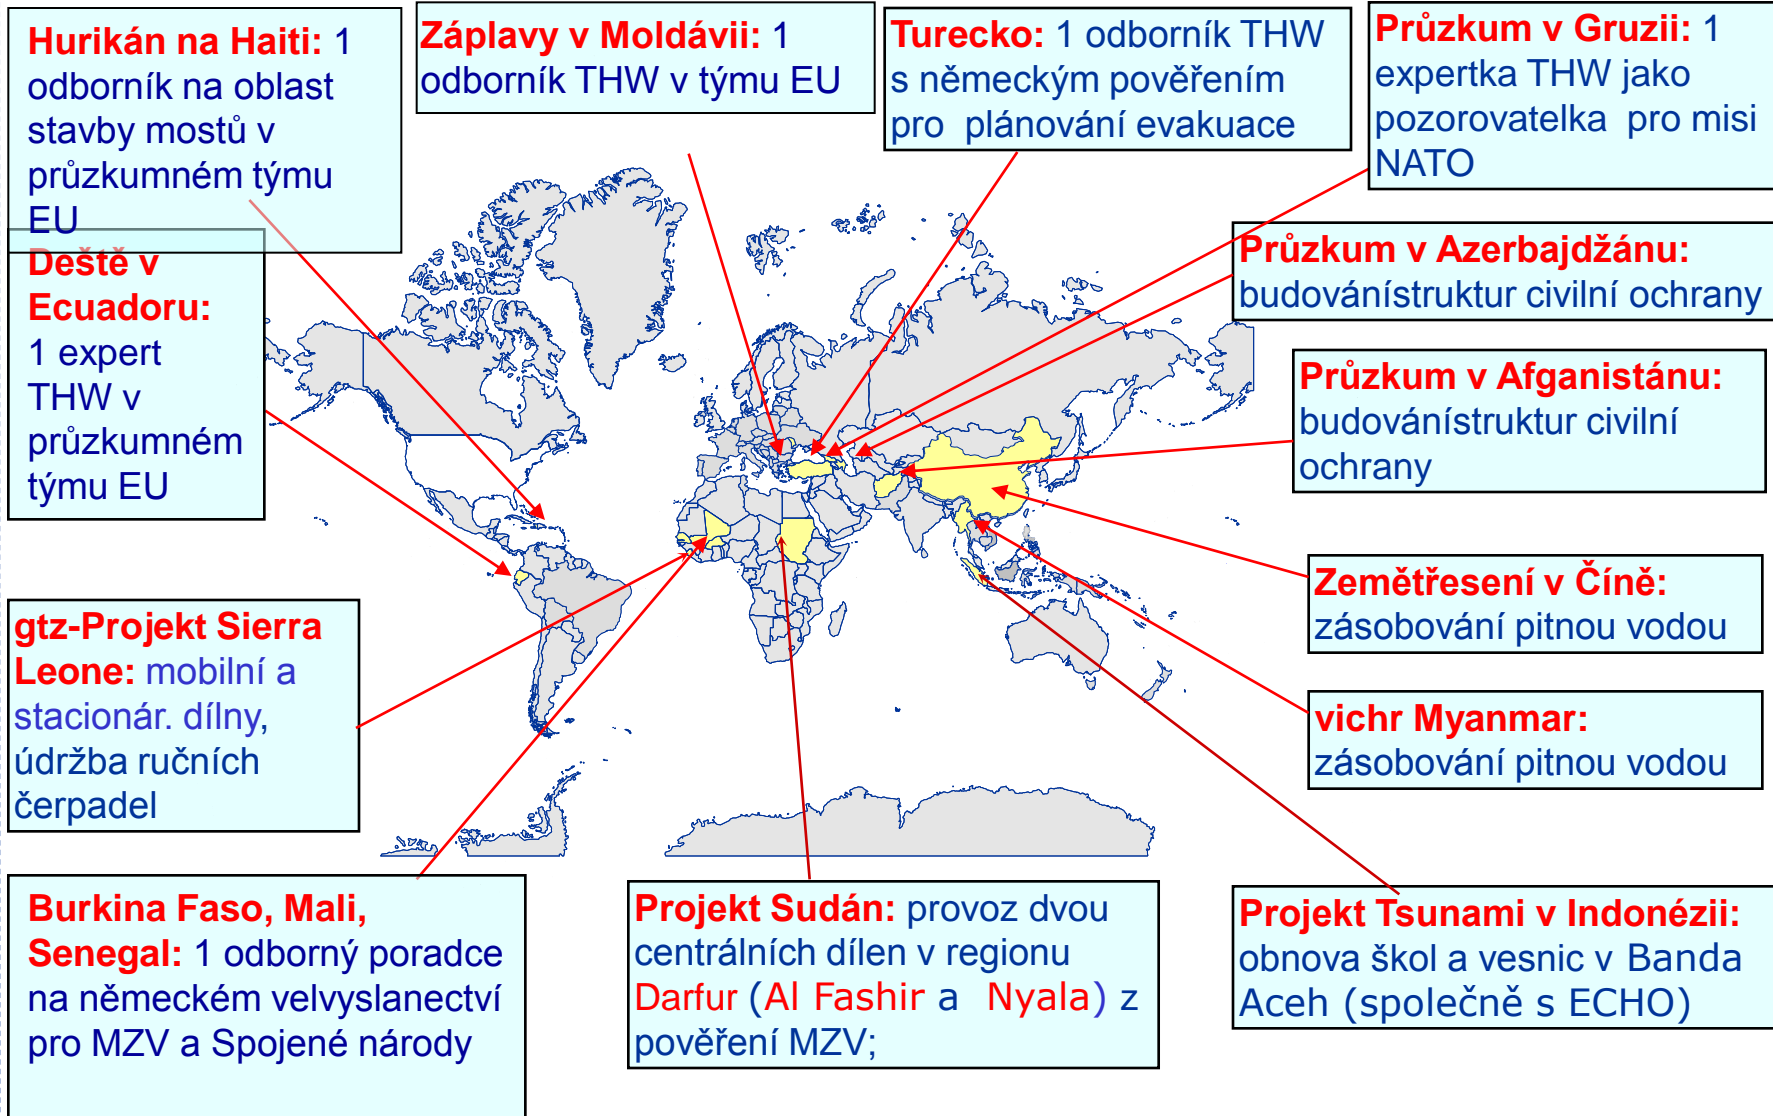 Hurikán na Haiti: 1
odborník na oblast
stavby mostů v
průzkumném týmu
EU
Záplavy v Moldávii: 1
odborník THW v týmu EU
Turecko: 1 odborník THW
s německým pověřením
pro plánování evakuace
Průzkum v Gruzii: 1
expertka THW jako
pozorovatelka pro misi
NATO
Deště v
Ecuadoru:
1 expert
THW v
průzkumném
týmu EU
Průzkum v Azerbajdžánu:
budovánístruktur civilní ochrany
Průzkum v Afganistánu:
budovánístruktur civilní
ochrany
Zemětřesení v Číně:
zásobování pitnou vodou
gtz-Projekt Sierra
Leone: mobilní a
stacionár. dílny,
údržba ručních
čerpadel
vichr Myanmar:
zásobování pitnou vodou
Burkina Faso, Mali,
Senegal: 1 odborný poradce
na německém velvyslanectví
pro MZV a Spojené národy
Projekt Sudán: provoz dvou
centrálních dílen v regionu
Darfur (Al Fashir a Nyala) z
pověření MZV;
Projekt Tsunami v Indonézii:
obnova škol a vesnic v Banda
Aceh (společně s ECHO)